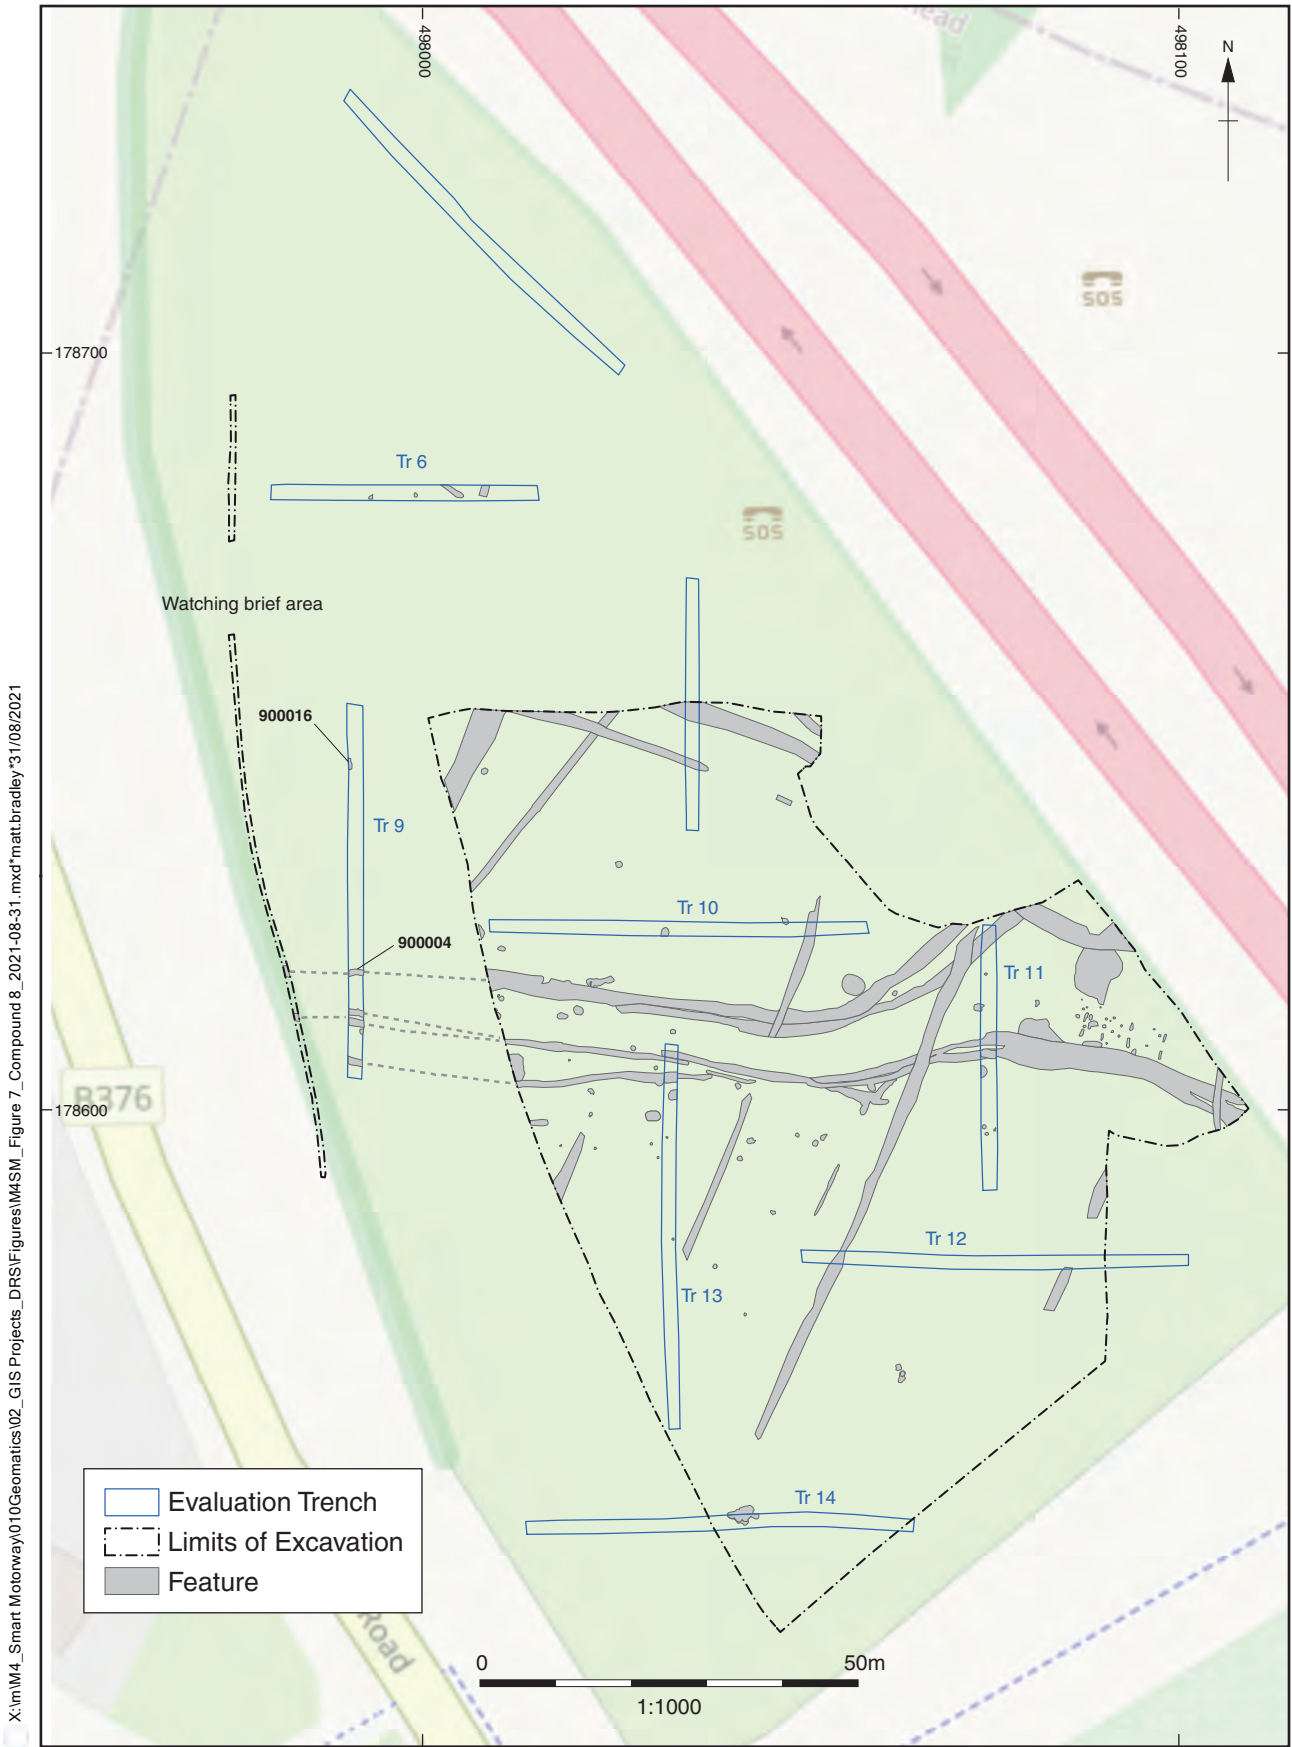 498000
498100
N
SOS
178700
Tr 6
SOS
Watching brief area
900016
Tr 9
Tr 10
900004
Tr 11
B376
178600
Tr 12
Tr 13
Tr 14
Evaluation Trench
Limits of Excavation
Feature
Road
0
50m
1:1000
X:\m\M4_Smart Motorway\010Geomatics\02_GIS Projects_DRS\Figures\M4SM_Figure 7_Compound 8_2021-08-31.mxd*matt.bradley*31/08/2021